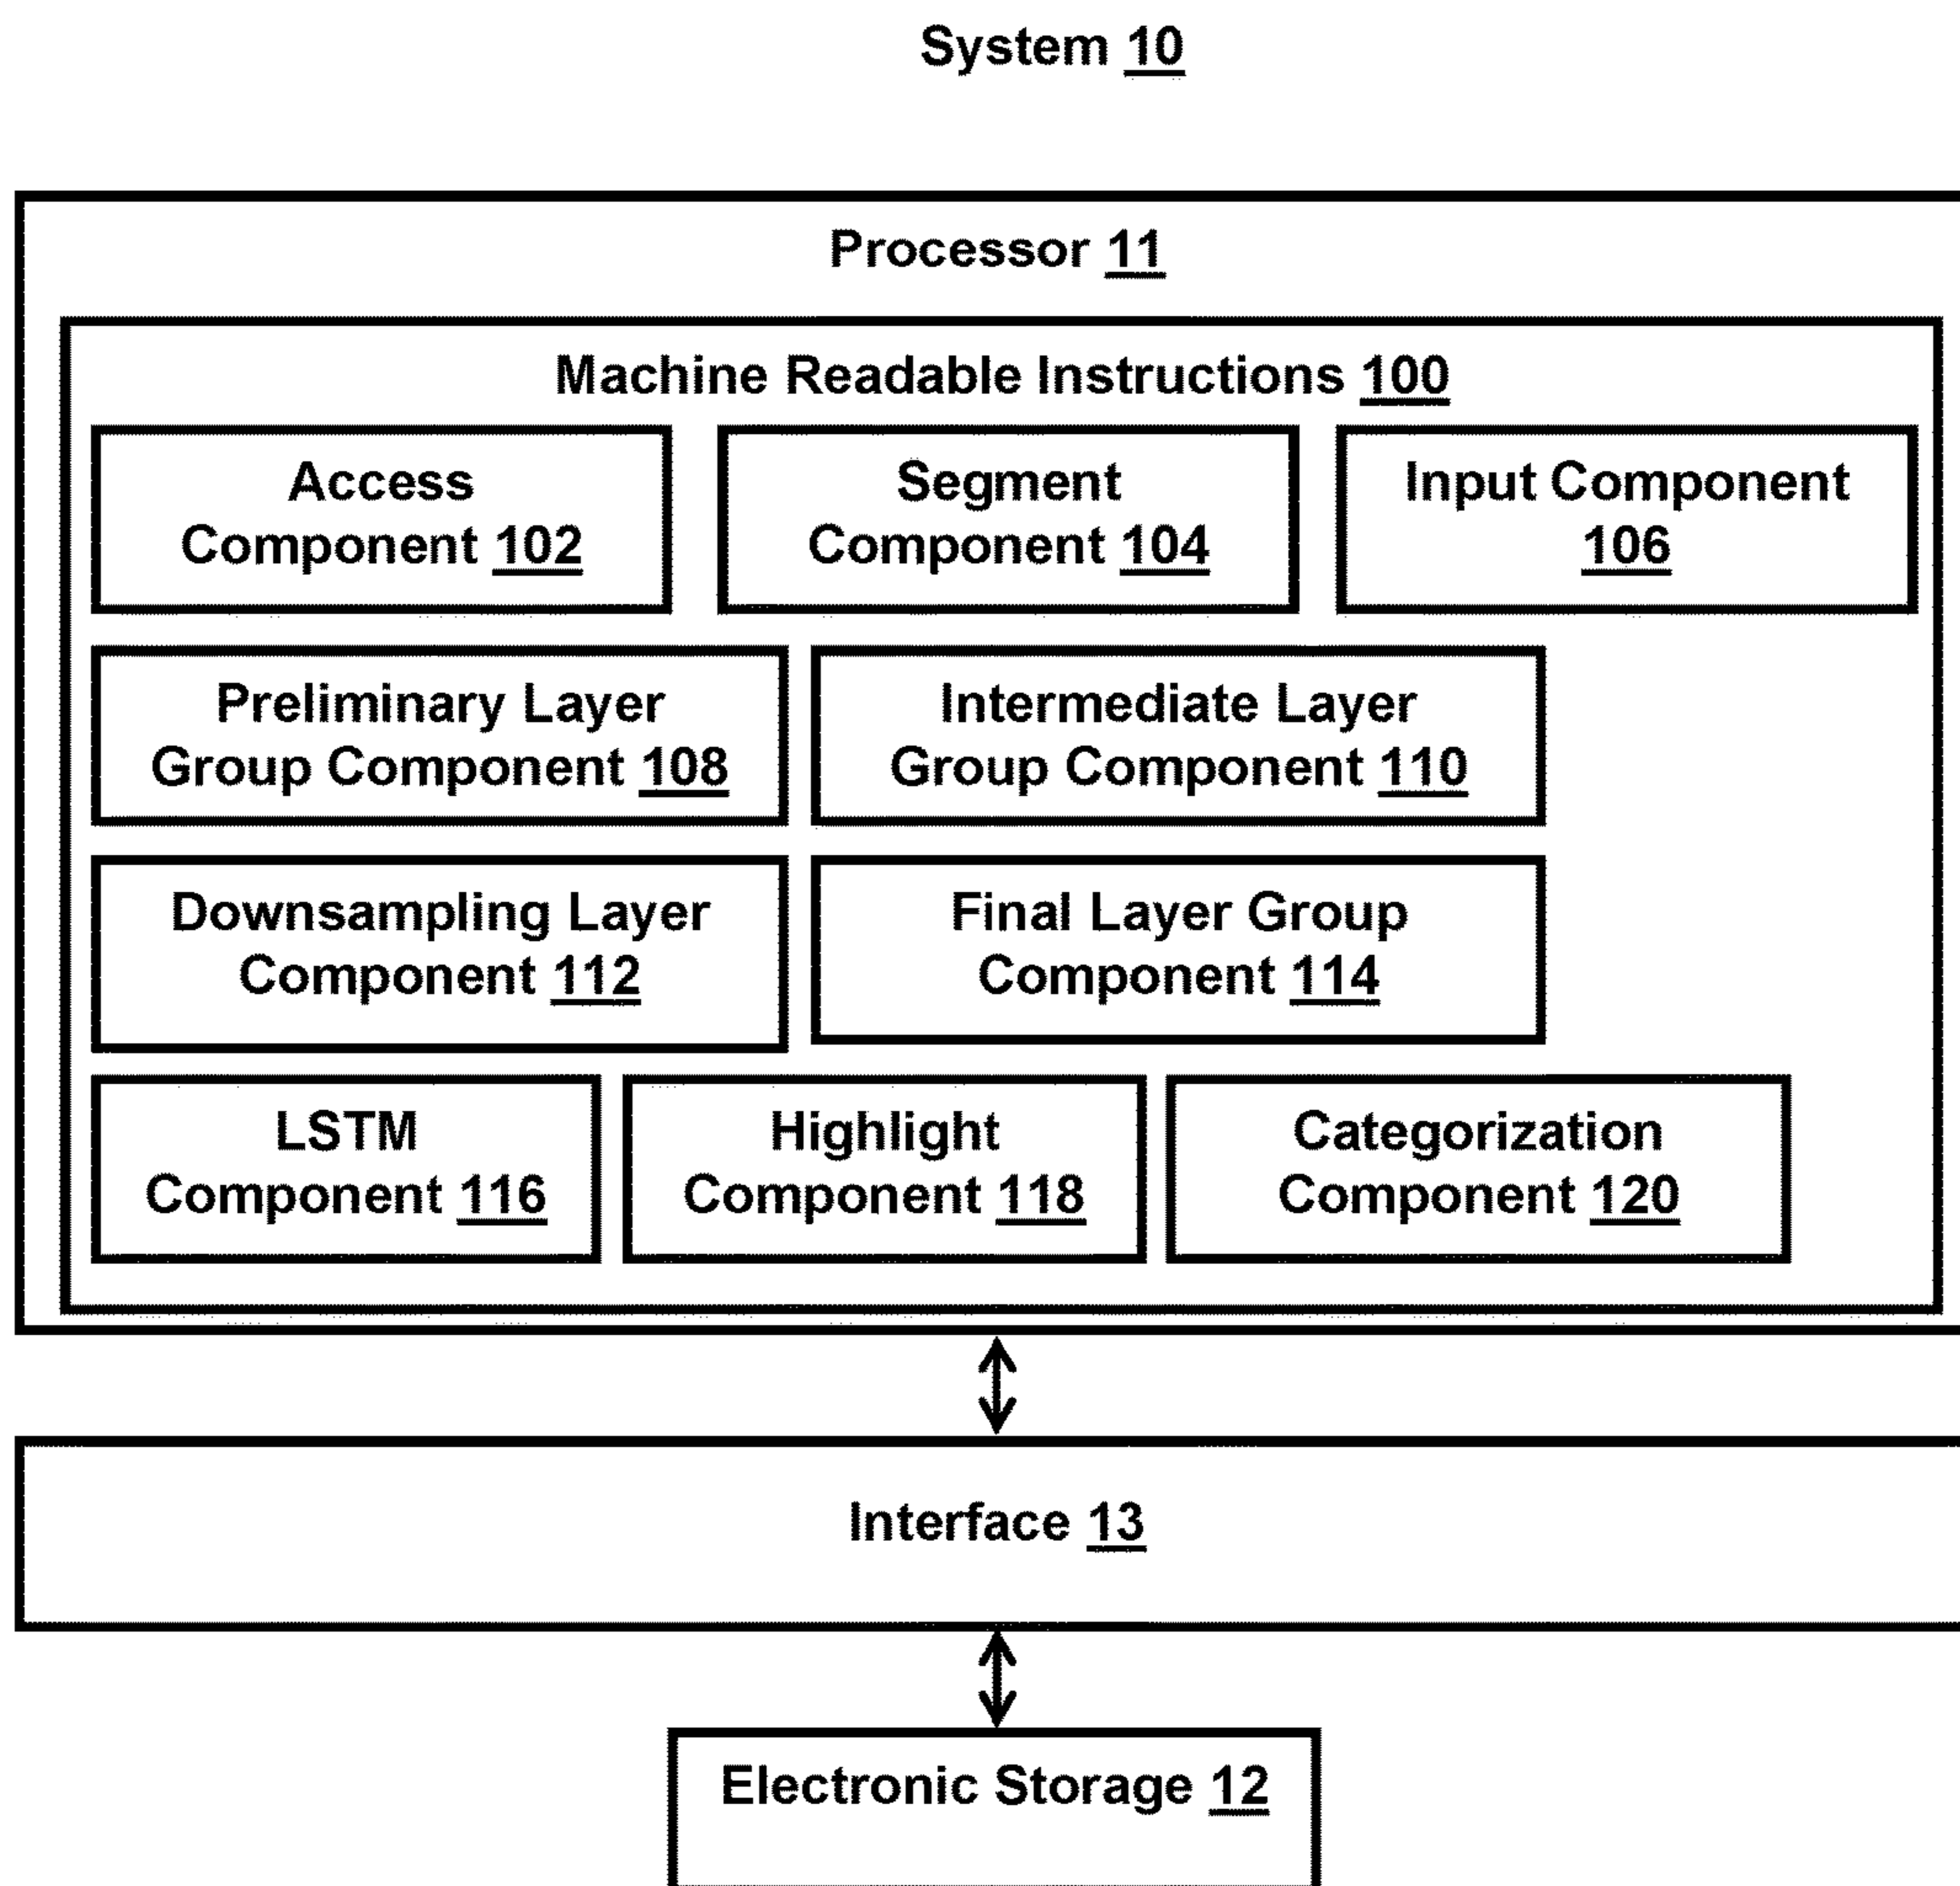 System 10
Processor 11
Machine Readable Instructions 100
Access
Component 102
Segment
Component 104
Input Component
106
Preliminary Layer
Group Component 108
Intermediate Layer
Group Component 110
Downsampling Layer
Component 112
Final Layer Group
Component 114
LSTM
Component 116
Highlight
Component 118
Categorization
Component 120
Interface 13
Electronic Storage 12